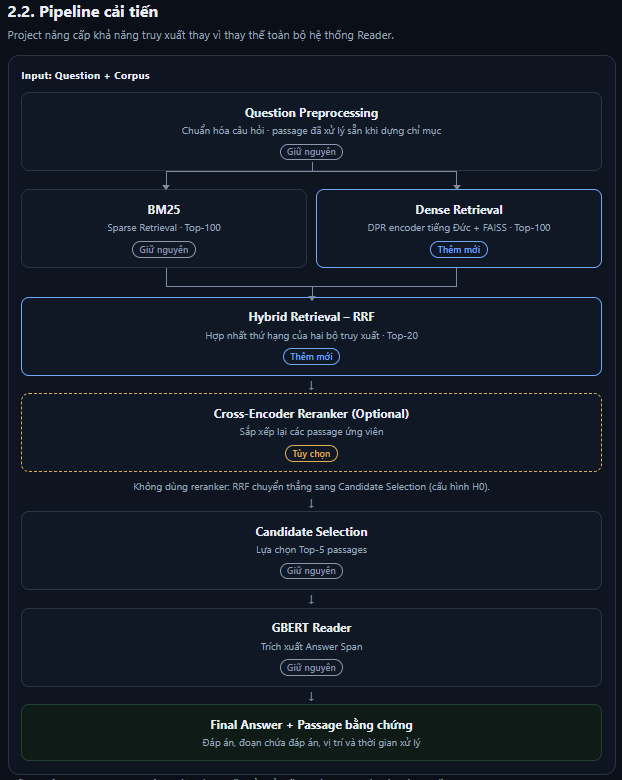 2.2. Pipeline cải tiến
Project nâng cấp khả năng truy xuất thay vì thay thế toàn bộ hệ thống Reader.
Input: Question + Corpus
Question Preprocessing
Chuẩn hóa câu hỏi · passage đã xử lý sẵn khi dựng chỉ mục
Giữ nguyên
BM25
Sparse Retrieval · Top-100
Giữ nguyên
Dense Retrieval
DPR encoder tiếng Đức + FAISS · Top-100
Thêm mới
Hybrid Retrieval – RRF
Hợp nhất thứ hạng của hai bộ truy xuất · Top-20
Thêm mới
↓
Cross-Encoder Reranker (Optional)
Sắp xếp lại các passage ứng viên
Tùy chọn
Không dùng reranker: RRF chuyển thẳng sang Candidate Selection (cấu hình H0).
↓
Candidate Selection
Lựa chọn Top-5 passages
Giữ nguyên
↓
GBERT Reader
Trích xuất Answer Span
Giữ nguyên
↓
Final Answer + Passage bằng chứng
Đáp án, đoạn chứa đáp án, vị trí và thời gian xử lý